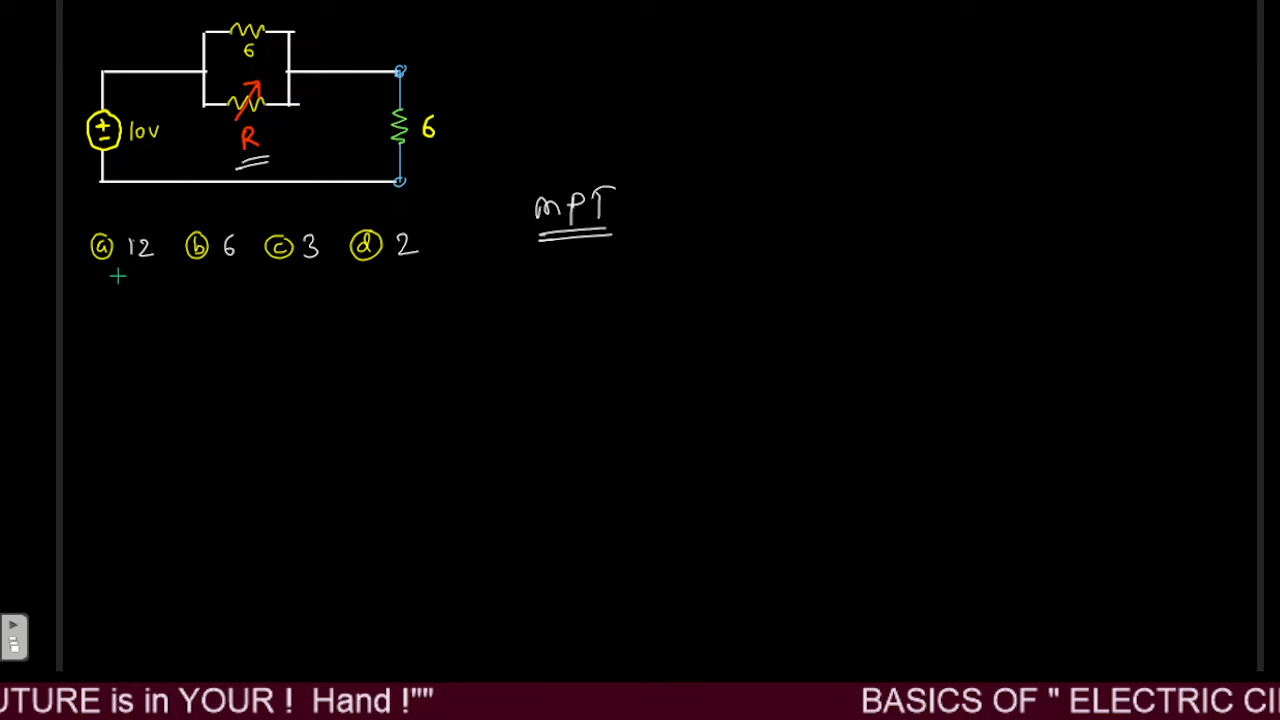 6
10V
R
6
MPT
a 12 b 6 c 3 d 2
UTURE is in YOUR ! Hand !"" BASICS OF " ELECTRIC CI